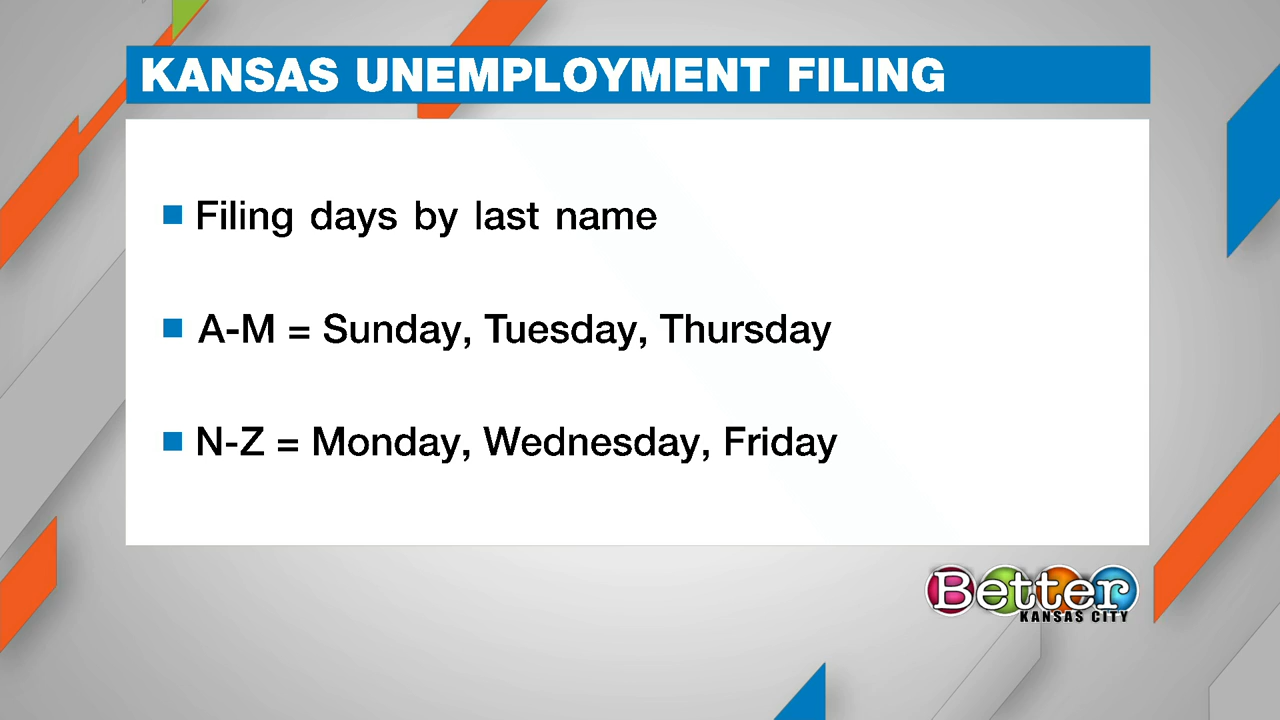 KANSAS UNEMPLOYMENT FILING
Filing days by last name
A-M = Sunday, Tuesday, Thursday
N-Z = Monday, Wednesday, Friday
Better
KANSAS CITY